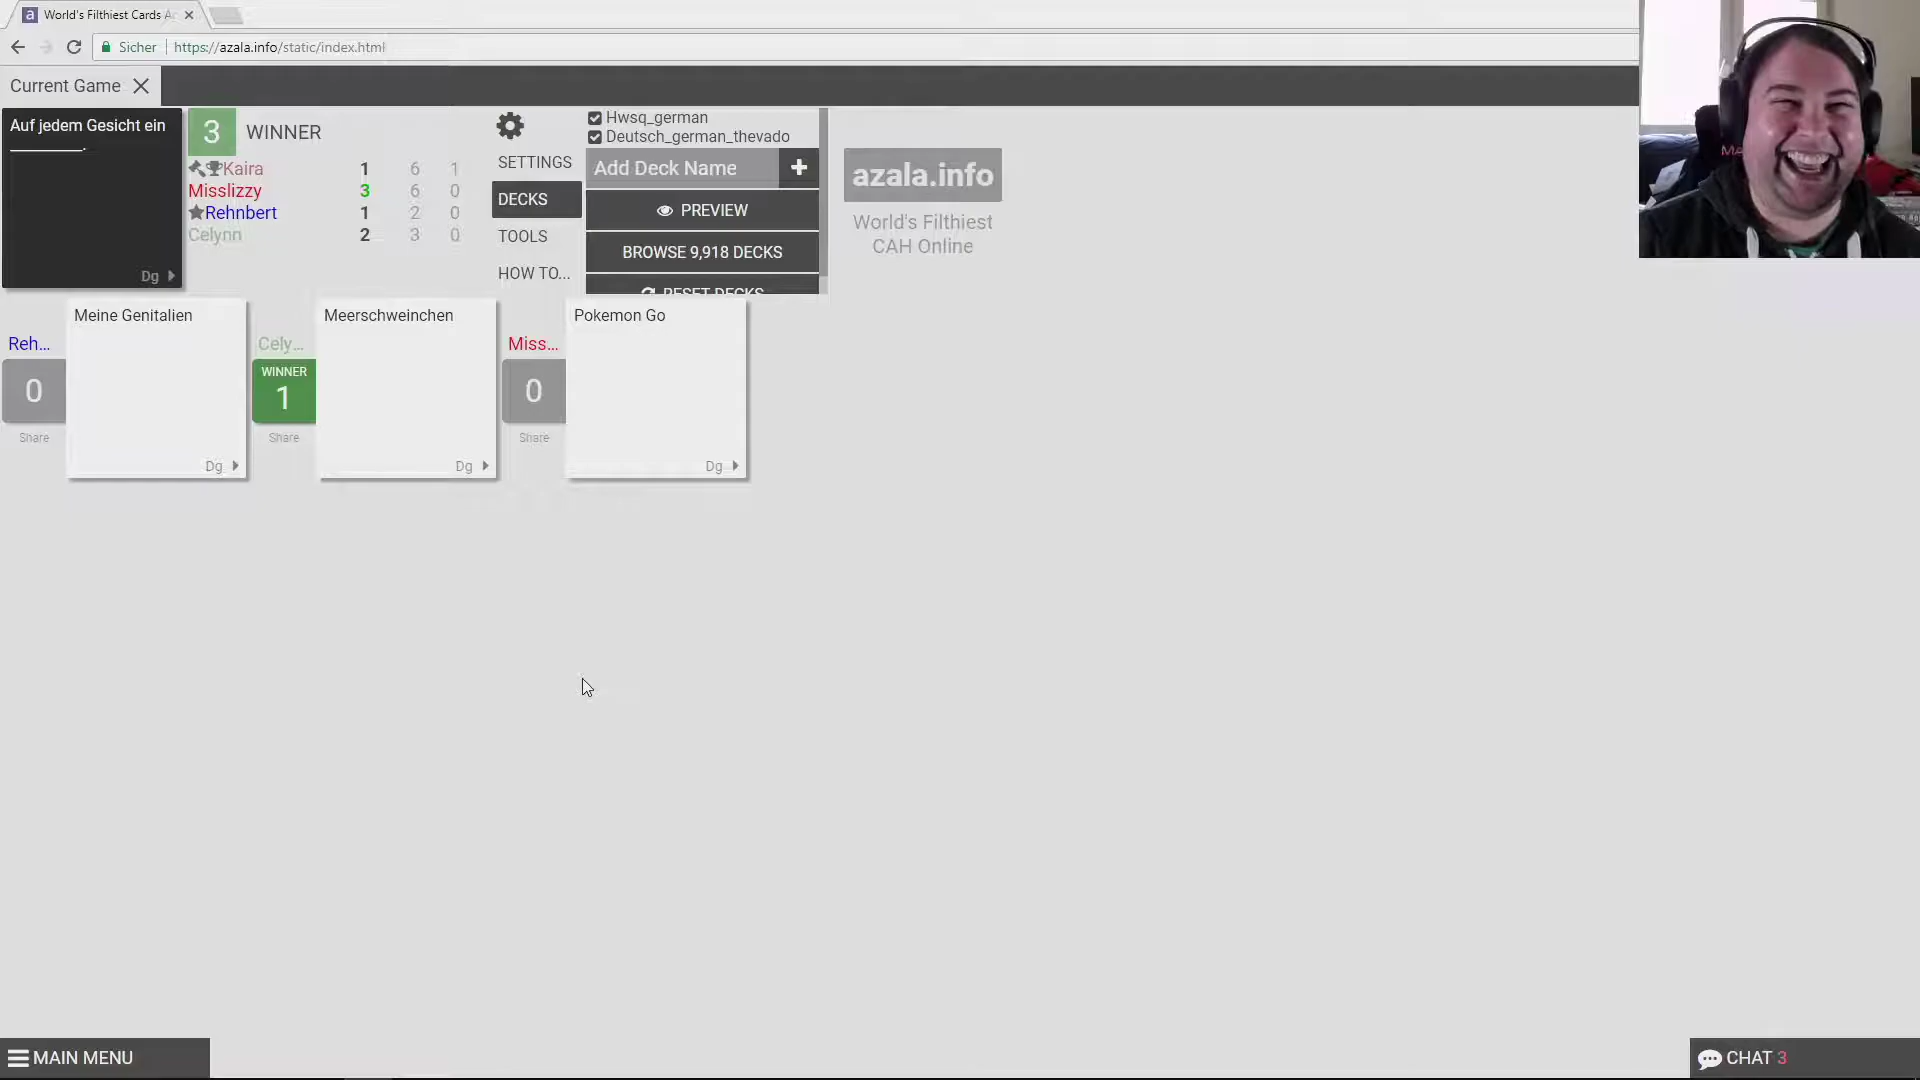 World's Filthiest Cards A
Sicher
https://azala.info/static/index.html
Current Game
Auf jedem Gesicht ein
________.
Dg
3 WINNER
Kaira 1 6 1
Misslizzy 3 6 0
Rehnbert 1 2 0
Celynn 2 3 0
SETTINGS
DECKS
TOOLS
HOW TO...
Hwsq_german
Deutsch_german_thevado
Add Deck Name
PREVIEW
BROWSE 9,918 DECKS
RESET DECKS
azala.info
World's Filthiest
CAH Online
Reh...
0
Share
Meine Genitalien
Dg
Cely...
WINNER
1
Share
Meerschweinchen
Dg
Miss...
0
Share
Pokemon Go
Dg
MAIN MENU
CHAT 3